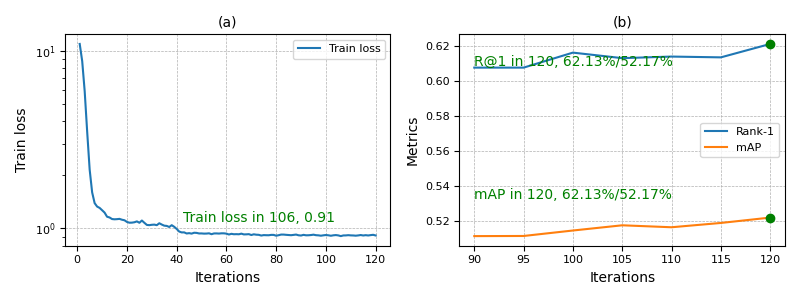 (a)
Train loss
10¹
10⁰
Train loss
Train loss in 106, 0.91
0 20 40 60 80 100 120
Iterations
(b)
Metrics
0.62
0.60
0.58
0.56
0.54
0.52
R@1 in 120, 62.13%/52.17%
Rank-1
mAP
mAP in 120, 62.13%/52.17%
90 95 100 105 110 115 120
Iterations